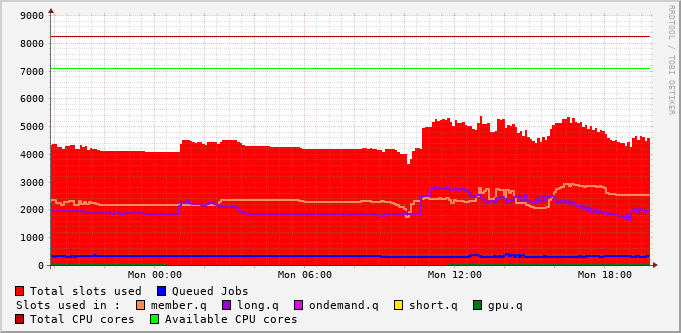 9000
8000
7000
6000
5000
4000
3000
2000
1000
0
Mon 00:00 Mon 06:00 Mon 12:00 Mon 18:00
Total slots used Queued Jobs
Slots used in : member.q long.q ondemand.q short.q gpu.q
Total CPU cores Available CPU cores
RRDTOOL / TOBI OETIKER